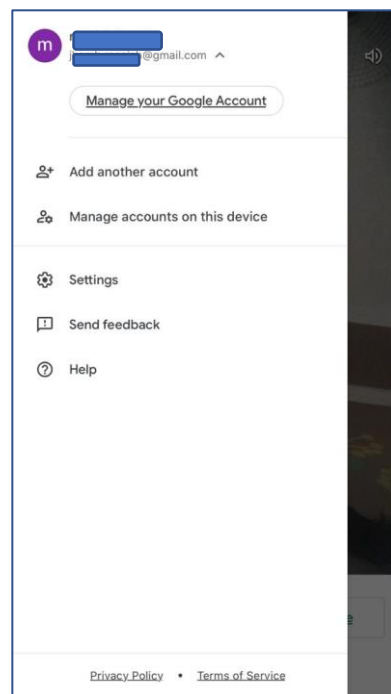 m
@gmail.com
Manage your Google Account
Add another account
Manage accounts on this device
Settings
Send feedback
Help
Privacy Policy • Terms of Service